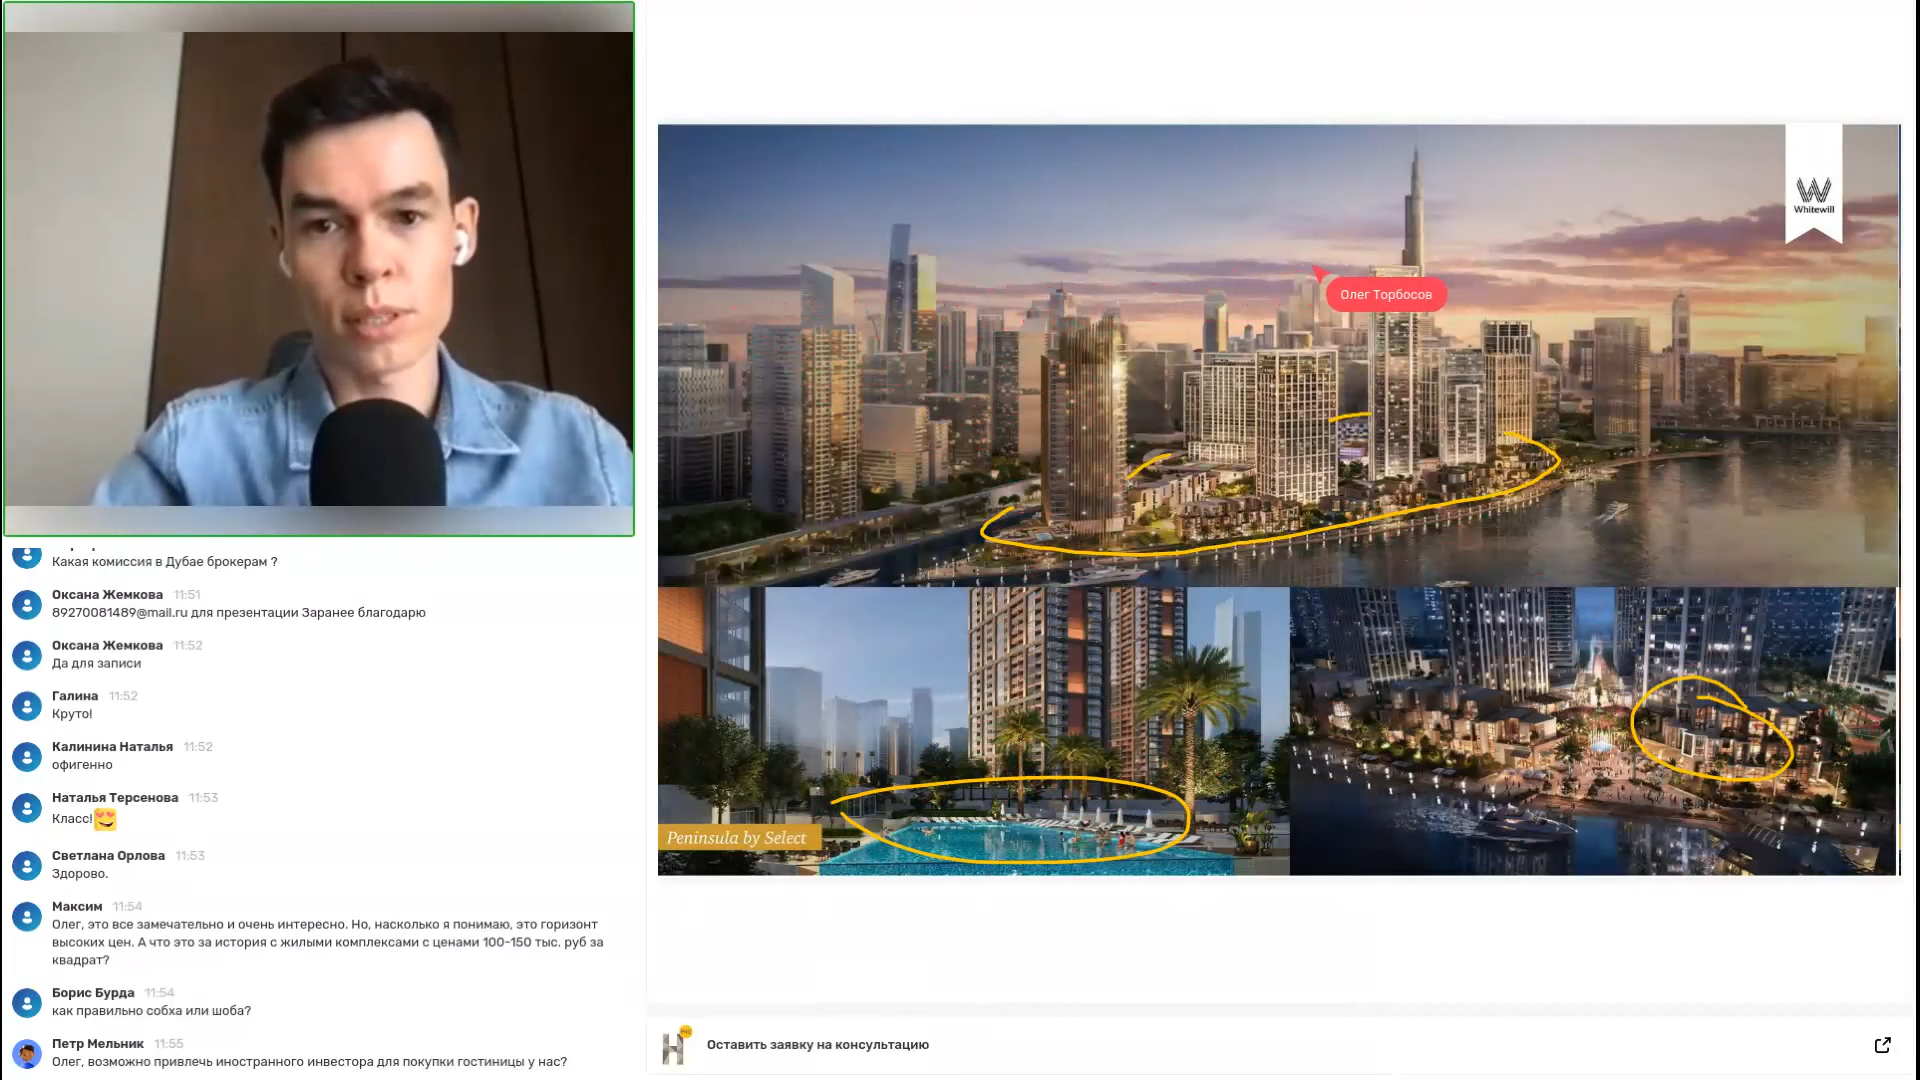 Какая комиссия в Дубае брокерам ?
Оксана Жемкова 11:51
89270081489@mail.ru для презентации Заранее благодарю
Оксана Жемкова 11:52
Да для записи
Галина 11:52
Круто!
Калинина Наталья 11:52
офигенно
Наталья Терсенова 11:53
Класс!
Светлана Орлова 11:53
Здорово.
Максим 11:54
Олег, это все замечательно и очень интересно. Но, насколько я понимаю, это горизонт
высоких цен. А что это за история с жилыми комплексами с ценами 100-150 тыс. руб за
квадрат?
Борис Бурда 11:54
как правильно собха или шоба?
Петр Мельник 11:55
Олег, возможно привлечь иностранного инвестора для покупки гостиницы у нас?
Whitewill
Олег Торбосов
Peninsula by Select
PRO
Оставить заявку на консультацию